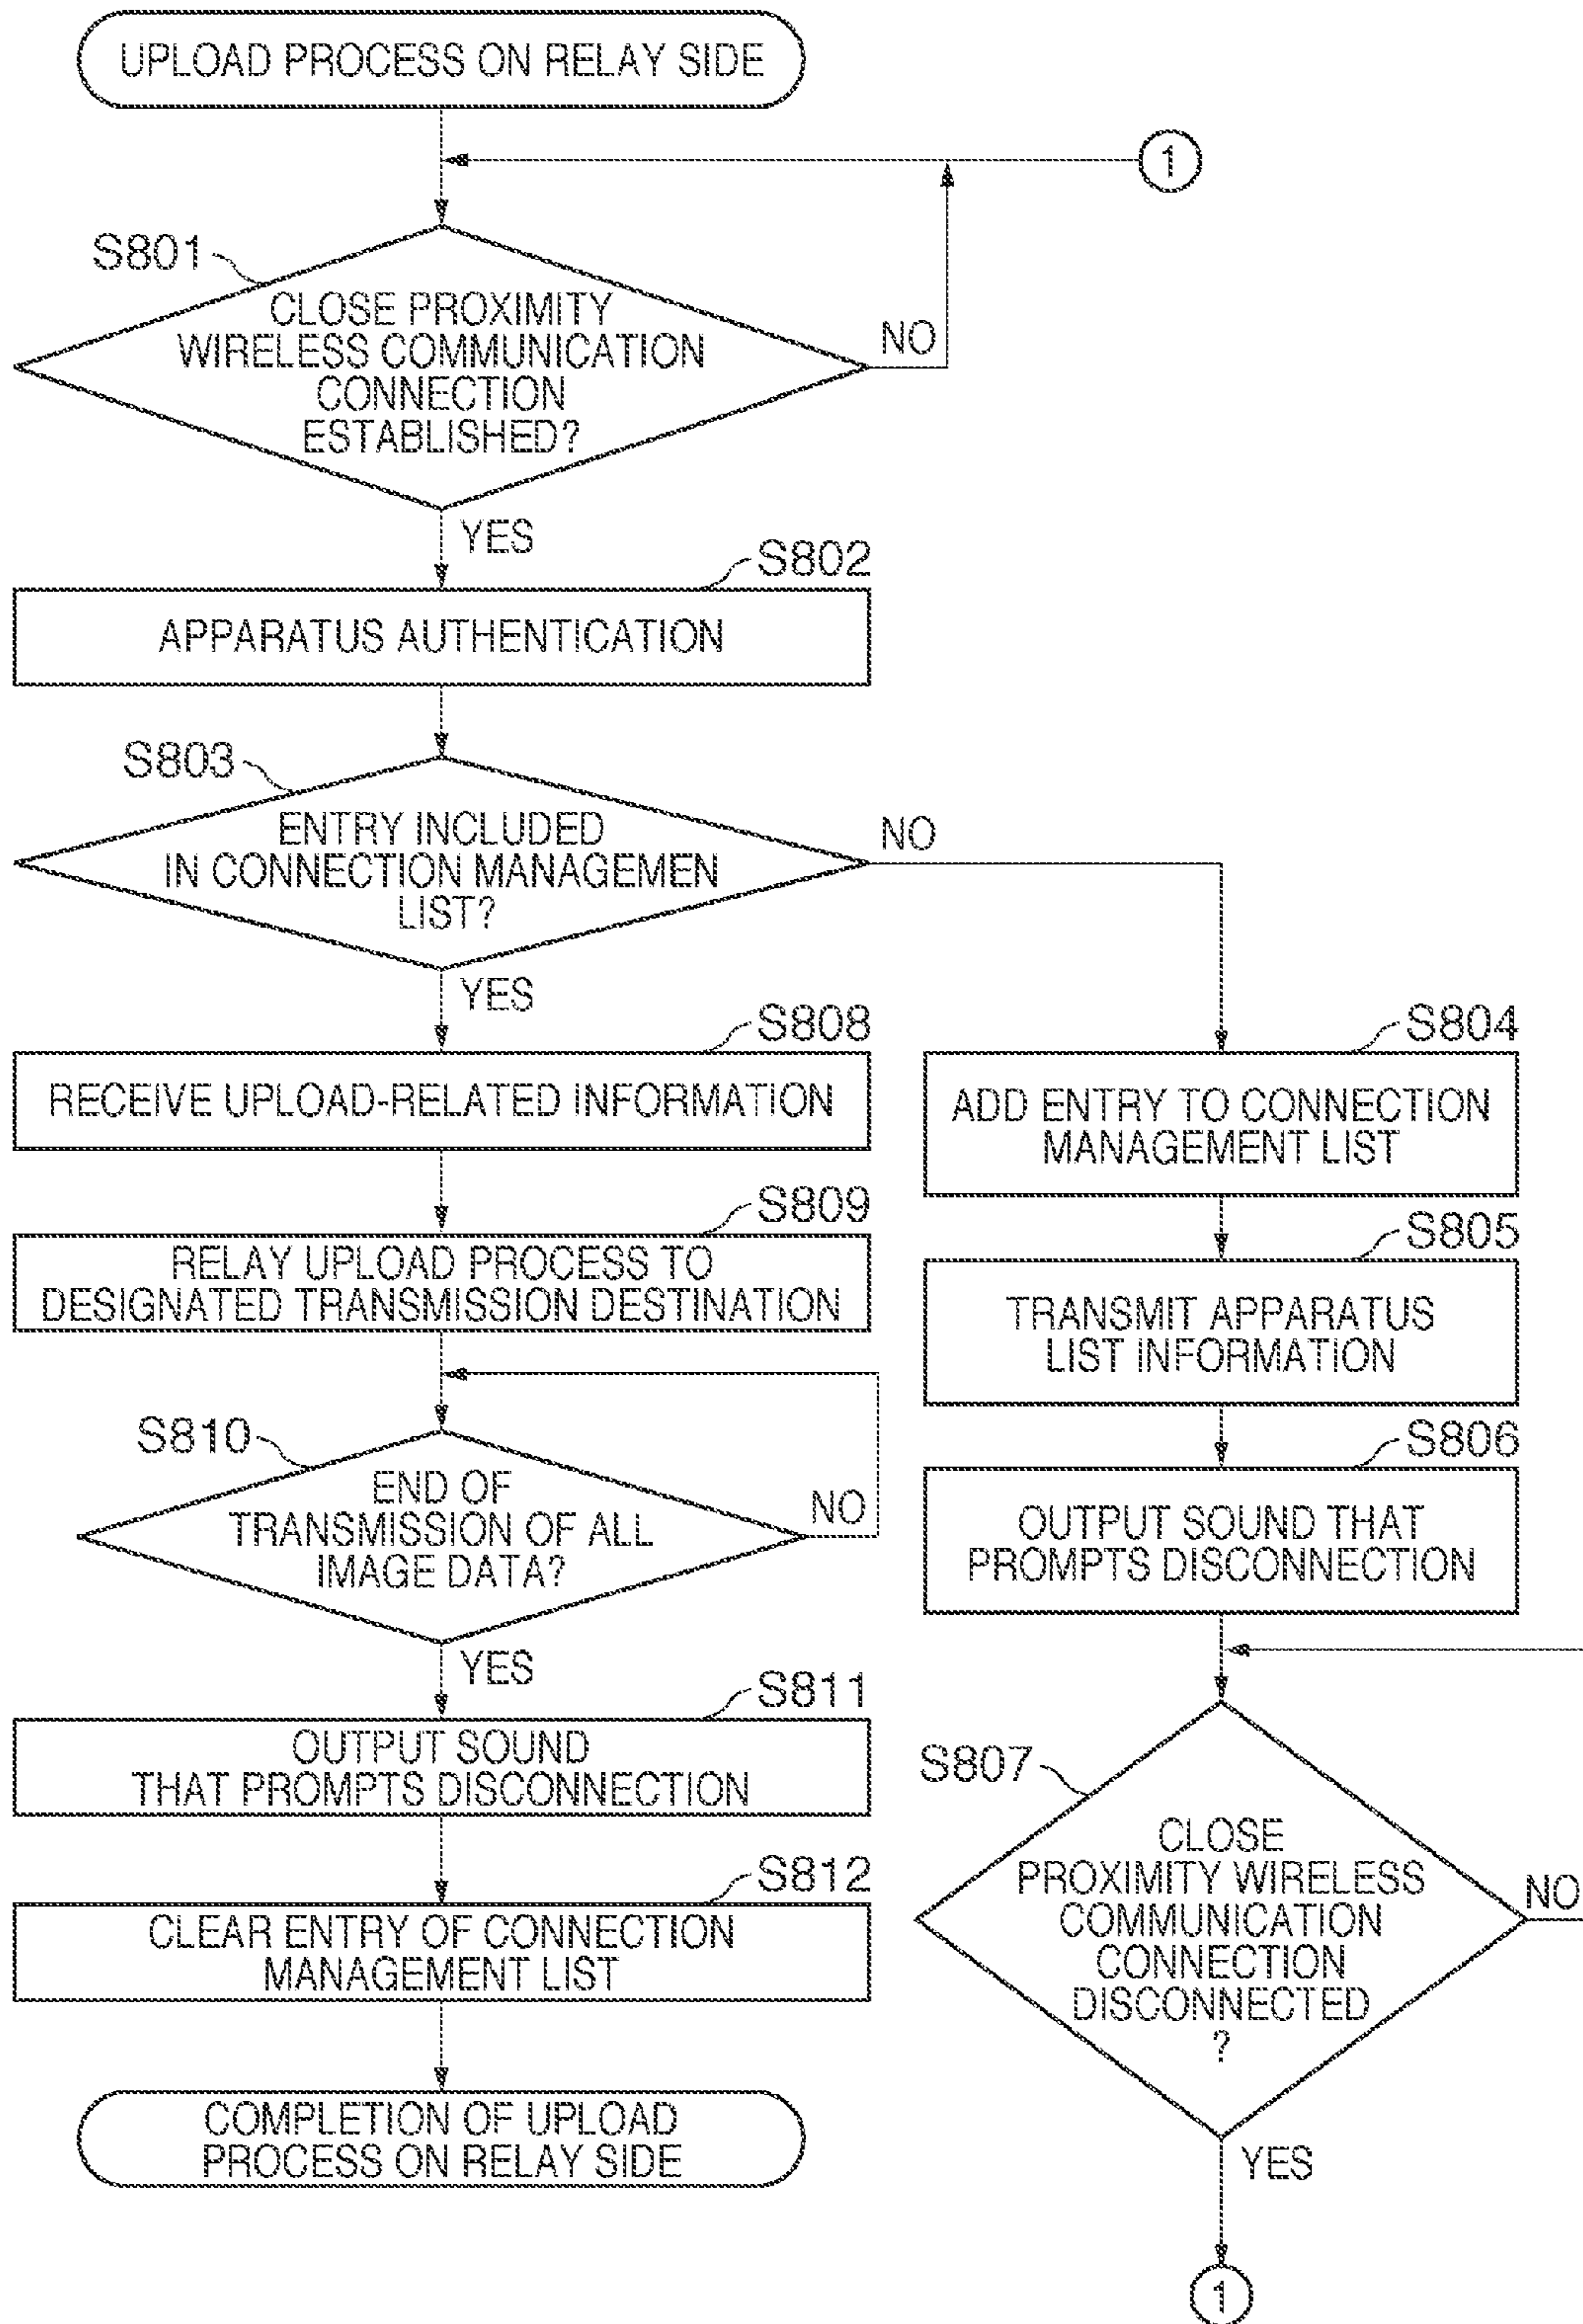 UPLOAD PROCESS ON RELAY SIDE
1
S801
CLOSE PROXIMITY
WIRELESS COMMUNICATION
CONNECTION
ESTABLISHED?
NO
YES
S802
APPARATUS AUTHENTICATION
S803
ENTRY INCLUDED
IN CONNECTION MANAGEMEN
LIST?
NO
YES
S808
RECEIVE UPLOAD-RELATED INFORMATION
S809
RELAY UPLOAD PROCESS TO
DESIGNATED TRANSMISSION DESTINATION
S810
END OF
TRANSMISSION OF ALL
IMAGE DATA?
NO
YES
S811
OUTPUT SOUND
THAT PROMPTS DISCONNECTION
S812
CLEAR ENTRY OF CONNECTION
MANAGEMENT LIST
COMPLETION OF UPLOAD
PROCESS ON RELAY SIDE
S804
ADD ENTRY TO CONNECTION
MANAGEMENT LIST
S805
TRANSMIT APPARATUS
LIST INFORMATION
S806
OUTPUT SOUND THAT
PROMPTS DISCONNECTION
S807
CLOSE
PROXIMITY WIRELESS
COMMUNICATION
CONNECTION
DISCONNECTED
?
NO
YES
1